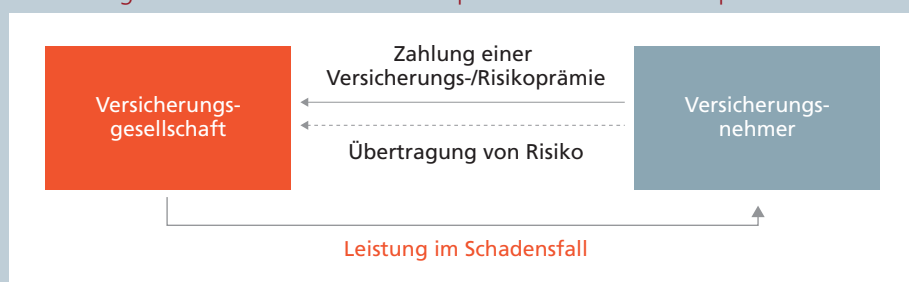 Zahlung einer
Versicherungs-/Risikoprämie
Versicherungs-
gesellschaft
Versicherungs-
nehmer
Übertragung von Risiko
Leistung im Schadensfall